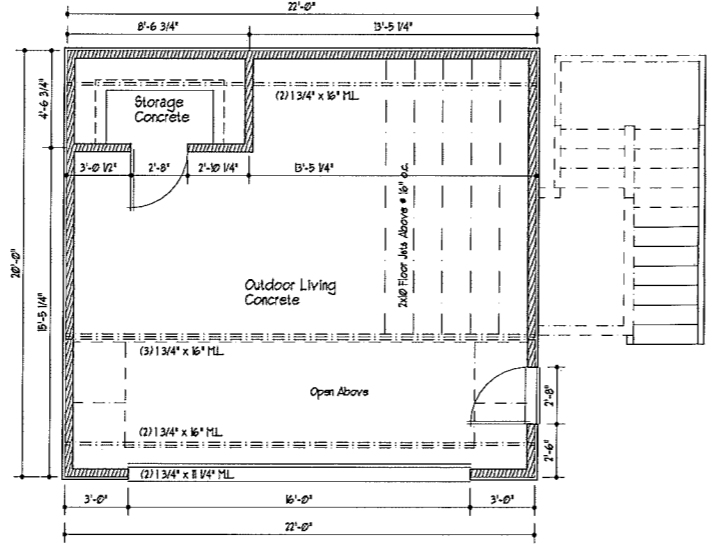 22'-0"
8'-6 3/4"
13'-5 1/4"
4'-6 3/4"
Storage
Concrete
(2) 1 3/4" x 16" M.L.
3'-0 1/2"
2'-8"
2'-10 1/4"
13'-5 1/4"
2x10 Floor Jsts Above @ 16" o.c.
20'-0"
15'-5 1/4"
Outdoor Living
Concrete
(3) 1 3/4" x 16" M.L.
Open Above
2'-8"
(2) 1 3/4" x 16" M.L.
2'-6"
(2) 1 3/4" x 11 1/4" M.L.
3'-0"
16'-0"
3'-0"
22'-0"